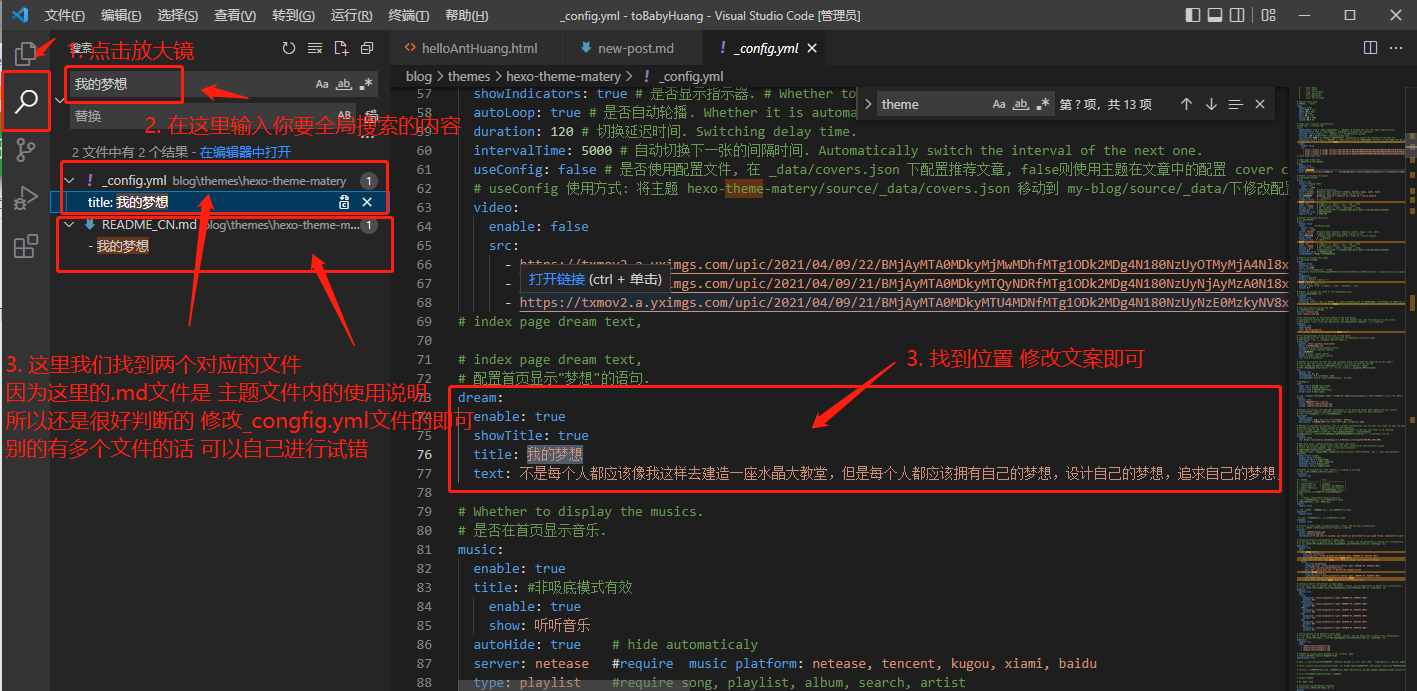 文件(F) 编辑(E) 选择(S) 查看(V) 转到(G) 运行(R) 终端(T) 帮助(H) _config.yml - toBabyHuang - Visual Studio Code [管理员]
搜索
1. 点击放大镜
我的梦想 Aa ab .*
替换 AB
2. 在这里输入你要全局搜索的内容
2 文件中有 2 个结果 - 在编辑器中打开
! _config.yml blog\themes\hexo-theme-matery 1
title: 我的梦想
README_CN.md blog\themes\hexo-theme-m... 1
- 我的梦想
3. 这里我们找到两个对应的文件
因为这里的.md文件是 主题文件内的使用说明
所以还是很好判断的 修改_congfig.yml文件的即可
别的有多个文件的话 可以自己进行试错
helloAntHuang.html new-post.md ! _config.yml
blog > themes > hexo-theme-matery > ! _config.yml
theme Aa ab .* 第 ? 项，共 13 项
57 showIndicators: true # 是否显示指示器. # Whether to
58 autoLoop: true # 是否自动轮播. Whether it is automa
59 duration: 120 # 切换延迟时间. Switching delay time.
60 intervalTime: 5000 # 自动切换下一张的间隔时间. Automatically switch the interval of the next one.
61 useConfig: false # 是否使用配置文件, 在 _data/covers.json 下配置推荐文章, false则使用主题在文章中的配置 cover c
62 # useConfig 使用方式: 将主题 hexo-theme-matery/source/_data/covers.json 移动到 my-blog/source/_data/下修改配置
63 video:
64 enable: false
65 src:
66 - https://txmov2.a.yximgs.com/upic/2021/04/09/22/BMjAyMTA0MDkyMjMwMDhfMTg1ODk2MDg4N180NzUyOTMyMjA4Nl8x
打开链接 (ctrl + 单击)
67 - mgs.com/upic/2021/04/09/21/BMjAyMTA0MDkyMTQyNDRfMTg1ODk2MDg4N180NzUyNjAyMzA0N18x
68 - https://txmov2.a.yximgs.com/upic/2021/04/09/21/BMjAyMTA0MDkyMTU4MDNfMTg1ODk2MDg4N180NzUyNzE0MzkyNV8x
69 # index page dream text,
70
71 # index page dream text,
72 # 配置首页显示"梦想"的语句.
3. 找到位置 修改文案即可
73 dream:
74 enable: true
75 showTitle: true
76 title: 我的梦想
77 text: 不是每个人都应该像我这样去建造一座水晶大教堂，但是每个人都应该拥有自己的梦想，设计自己的梦想，追求自己的梦想
78
79 # Whether to display the musics.
80 # 是否在首页显示音乐.
81 music:
82 enable: true
83 title: #非吸底模式有效
84 enable: true
85 show: 听听音乐
86 autoHide: true # hide automaticaly
87 server: netease #require music platform: netease, tencent, kugou, xiami, baidu
88 type: playlist #require song, playlist, album, search, artist